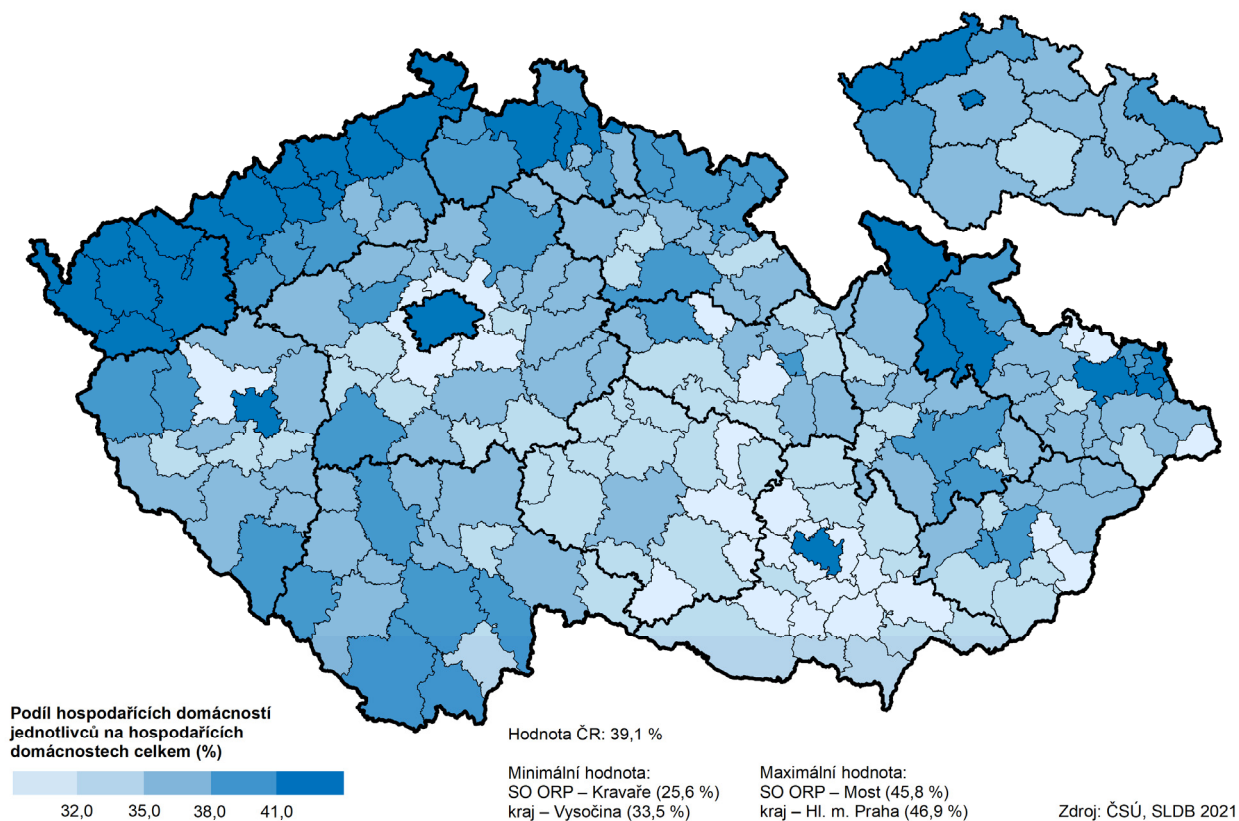 Podíl hospodařících domácností
jednotlivců na hospodařících
domácnostech celkem (%)
32,0 35,0 38,0 41,0
Hodnota ČR: 39,1 %
Minimální hodnota:
SO ORP – Kravaře (25,6 %)
kraj – Vysočina (33,5 %)
Maximální hodnota:
SO ORP – Most (45,8 %)
kraj – Hl. m. Praha (46,9 %)
Zdroj: ČSÚ, SLDB 2021